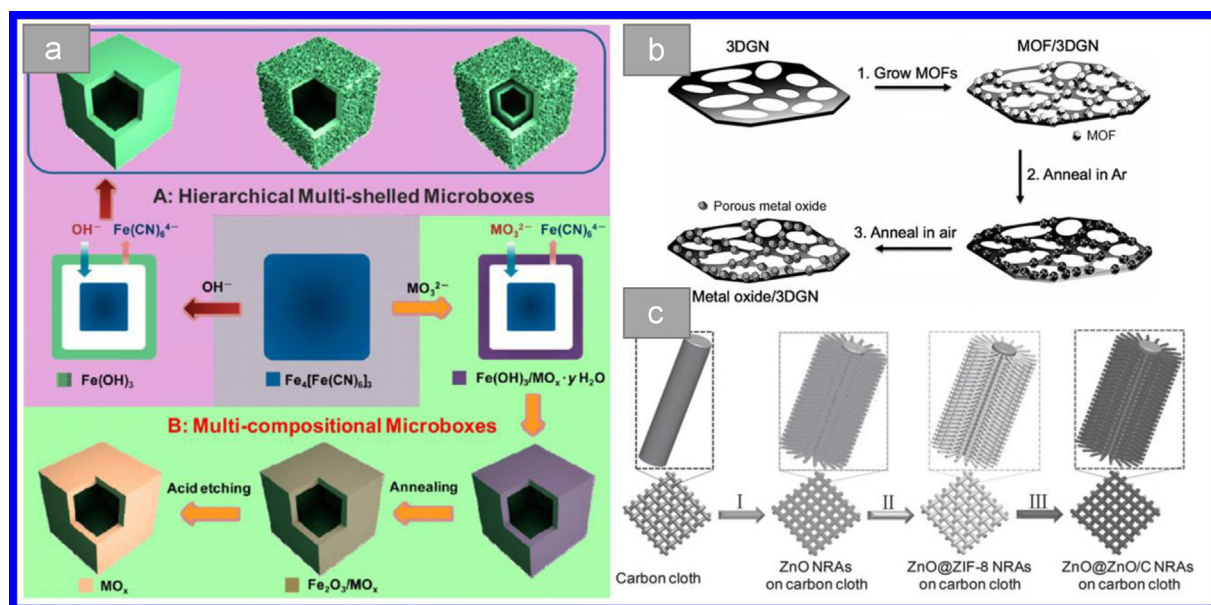 a
A: Hierarchical Multi-shelled Microboxes
OH⁻
Fe(CN)₆⁴⁻
MO₃²⁻
Fe(CN)₆⁴⁻
OH⁻
MO₃²⁻
Fe(OH)₃
Fe₄[Fe(CN)₆]₃
Fe(OH)₃/MOₓ · y H₂O
B: Multi-compositional Microboxes
Acid etching
Annealing
MOₓ
Fe₂O₃/MOₓ
b
3DGN
MOF/3DGN
1. Grow MOFs
MOF
2. Anneal in Ar
Porous metal oxide
3. Anneal in air
Metal oxide/3DGN
c
I
II
III
Carbon cloth
ZnO NRAs
on carbon cloth
ZnO@ZIF-8 NRAs
on carbon cloth
ZnO@ZnO/C NRAs
on carbon cloth